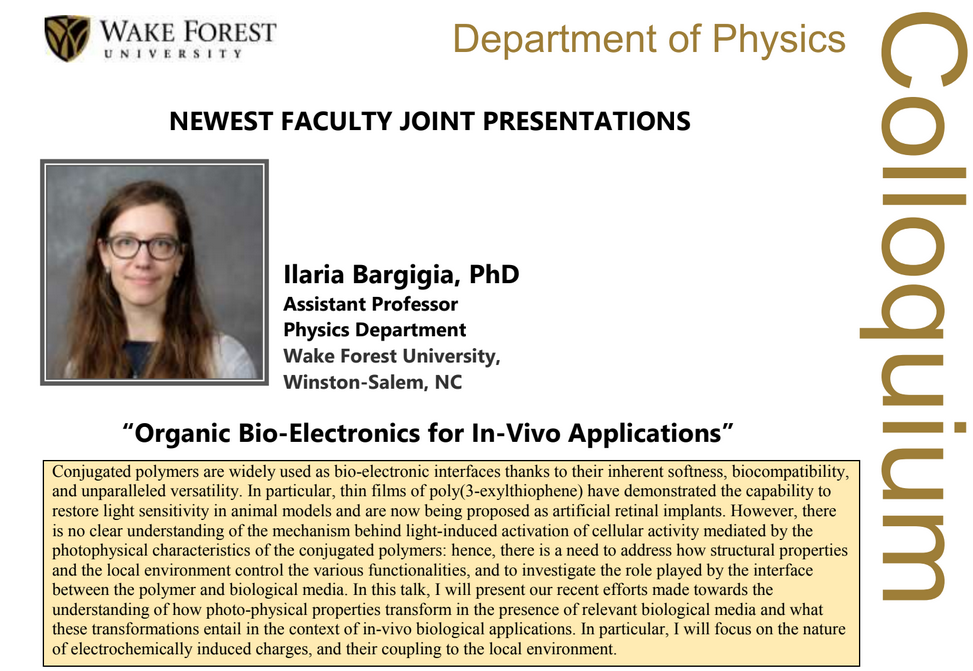 WAKE FOREST
UNIVERSITY
Department of Physics
Colloquium
NEWEST FACULTY JOINT PRESENTATIONS
Ilaria Bargigia, PhD
Assistant Professor
Physics Department
Wake Forest University,
Winston-Salem, NC
“Organic Bio-Electronics for In-Vivo Applications”
Conjugated polymers are widely used as bio-electronic interfaces thanks to their inherent softness, biocompatibility,
and unparalleled versatility. In particular, thin films of poly(3-exylthiophene) have demonstrated the capability to
restore light sensitivity in animal models and are now being proposed as artificial retinal implants. However, there
is no clear understanding of the mechanism behind light-induced activation of cellular activity mediated by the
photophysical characteristics of the conjugated polymers: hence, there is a need to address how structural properties
and the local environment control the various functionalities, and to investigate the role played by the interface
between the polymer and biological media. In this talk, I will present our recent efforts made towards the
understanding of how photo-physical properties transform in the presence of relevant biological media and what
these transformations entail in the context of in-vivo biological applications. In particular, I will focus on the nature
of electrochemically induced charges, and their coupling to the local environment.